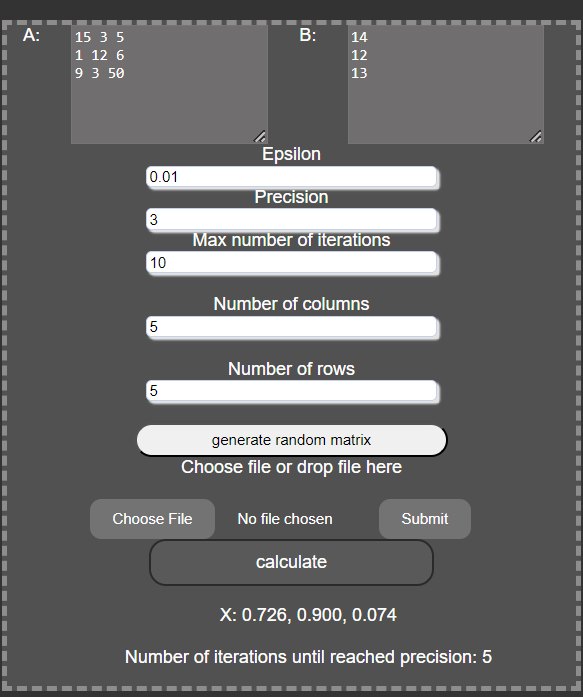 A: B:
15 3 5
1 12 6
9 3 50
14
12
13
Epsilon
0.01
Precision
3
Max number of iterations
10
Number of columns
5
Number of rows
5
generate random matrix
Choose file or drop file here
Choose File No file chosen Submit
calculate
X: 0.726, 0.900, 0.074
Number of iterations until reached precision: 5